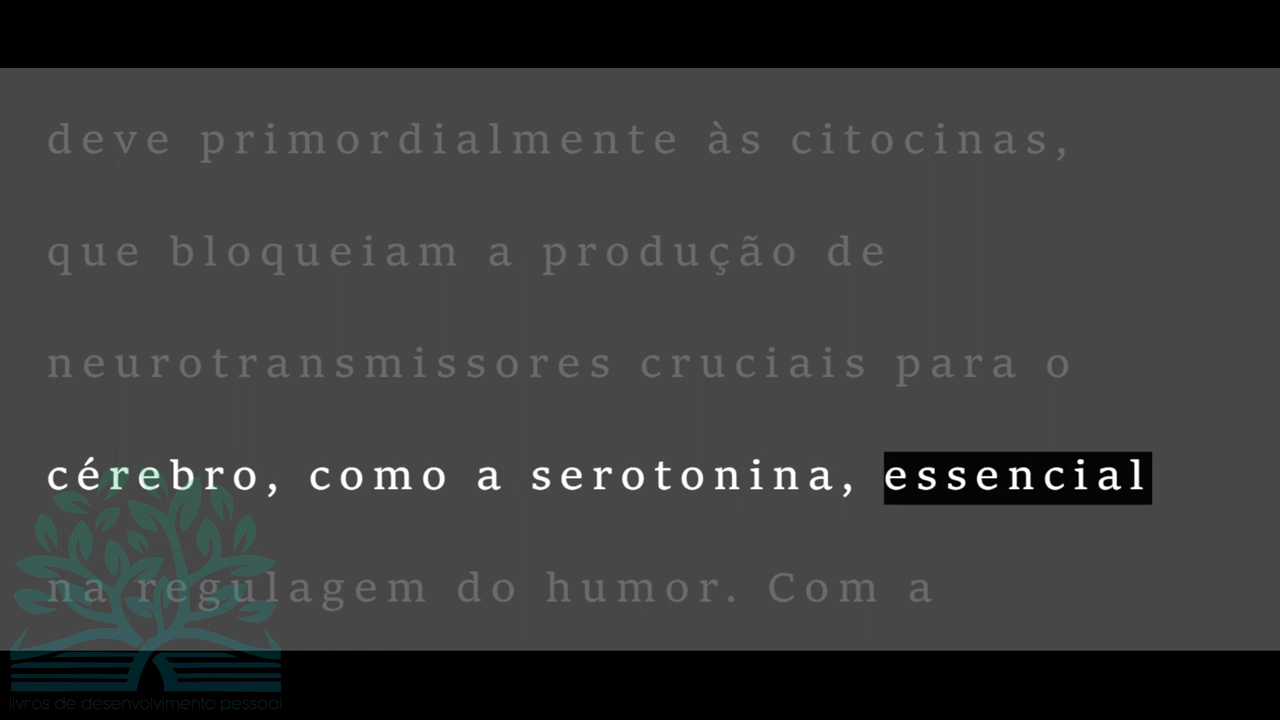 deve primordialmente às citocinas,
que bloqueiam a produção de
neurotransmissores cruciais para o
cérebro, como a serotonina, essencial
na regulagem do humor. Com a
livros de desenvolvimento pessoal